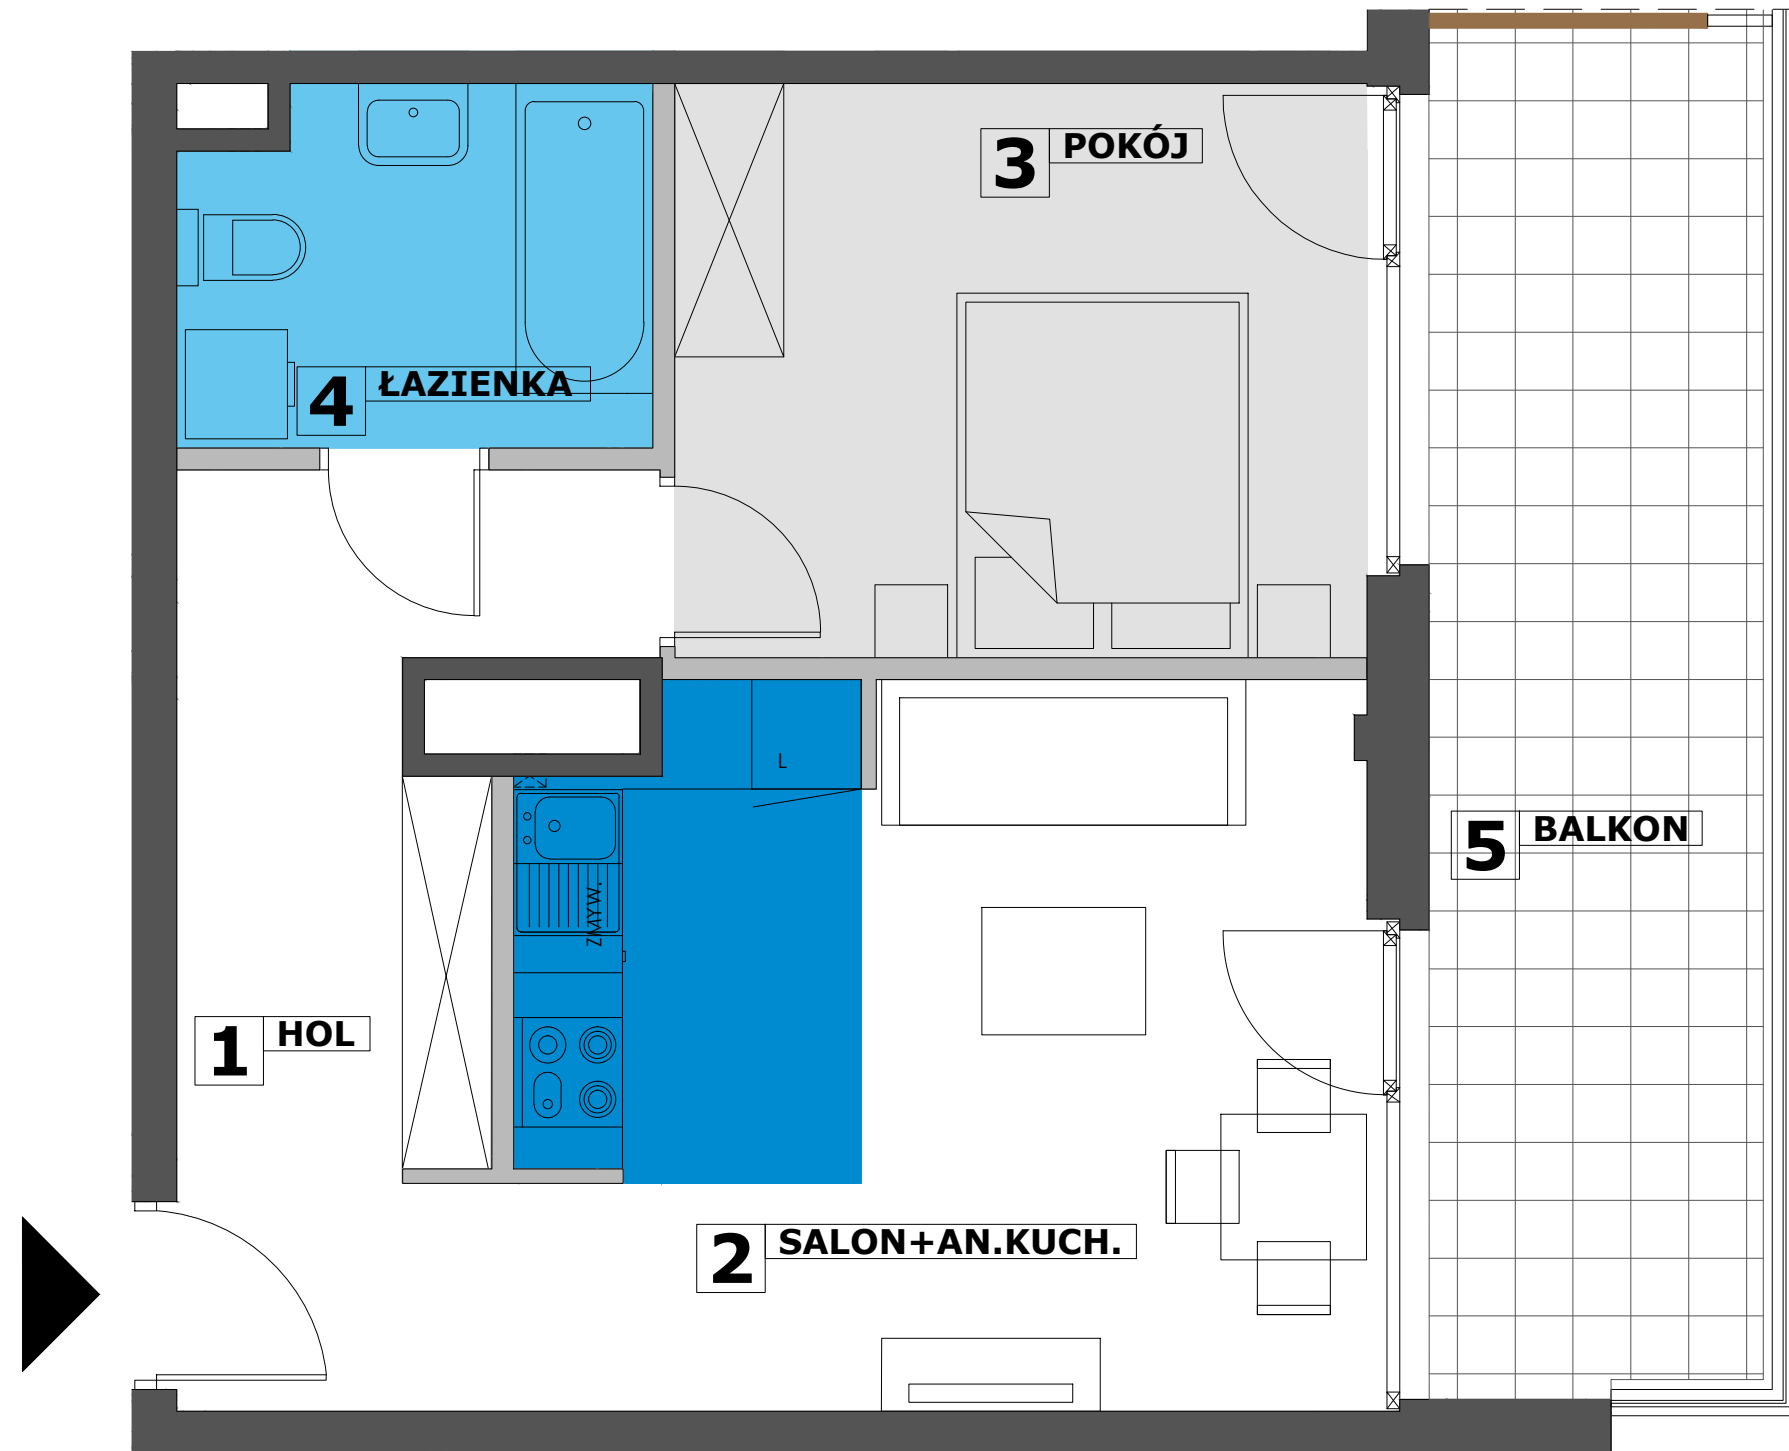 3 POKÓJ
4 ŁAZIENKA
L
5 BALKON
ZMYW.
1 HOL
2 SALON+AN.KUCH.